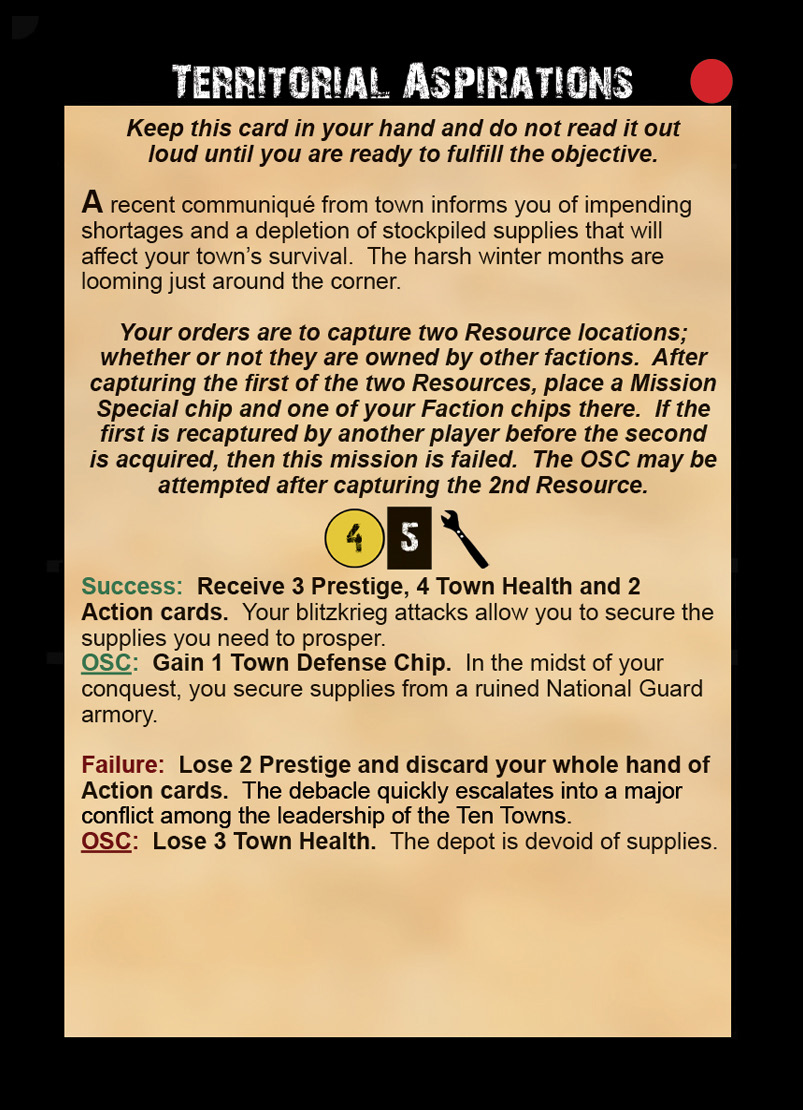 Territorial Aspirations
Keep this card in your hand and do not read it out
loud until you are ready to fulfill the objective.
A recent communiqué from town informs you of impending
shortages and a depletion of stockpiled supplies that will
affect your town's survival.  The harsh winter months are
looming just around the corner.
Your orders are to capture two Resource locations;
whether or not they are owned by other factions.  After
capturing the first of the two Resources, place a Mission
Special chip and one of your Faction chips there.  If the
first is recaptured by another player before the second
is acquired, then this mission is failed.  The OSC may be
attempted after capturing the 2nd Resource.
4 5
Success:  Receive 3 Prestige, 4 Town Health and 2
Action cards.  Your blitzkrieg attacks allow you to secure the
supplies you need to prosper.
OSC:  Gain 1 Town Defense Chip.  In the midst of your
conquest, you secure supplies from a ruined National Guard
armory.
Failure:  Lose 2 Prestige and discard your whole hand of
Action cards.  The debacle quickly escalates into a major
conflict among the leadership of the Ten Towns.
OSC:  Lose 3 Town Health.  The depot is devoid of supplies.